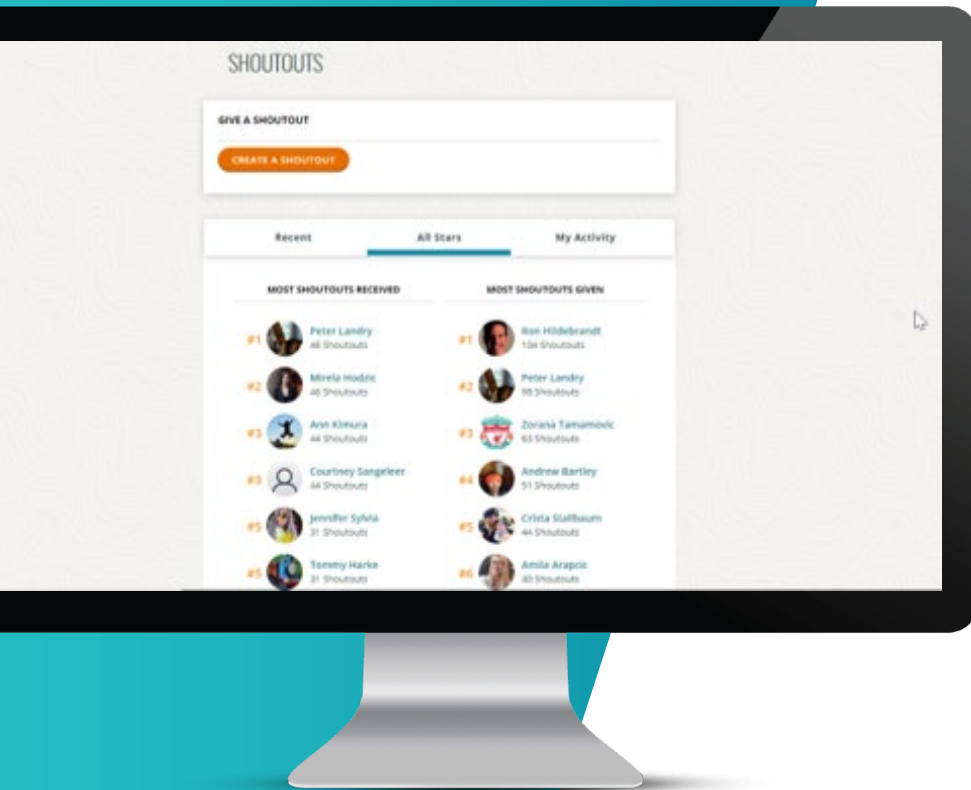 SHOUTOUTS
GIVE A SHOUTOUT
CREATE A SHOUTOUT
Recent
All Stars
My Activity
MOST SHOUTOUTS RECEIVED
#1
Peter Landry
48 Shoutouts
#2
Mirela Hodzic
46 Shoutouts
#3
Ann Kimura
44 Shoutouts
#3
Courtney Sangeleer
44 Shoutouts
#5
Jennifer Sylvia
31 Shoutouts
#5
Tommy Harke
31 Shoutouts
MOST SHOUTOUTS GIVEN
#1
Ron Hildebrandt
104 Shoutouts
#2
Peter Landry
98 Shoutouts
#3
Zorana Tamamovic
63 Shoutouts
#4
Andrew Bartley
51 Shoutouts
#5
Crista Stallbaum
44 Shoutouts
#6
Amila Arapcic
40 Shoutouts